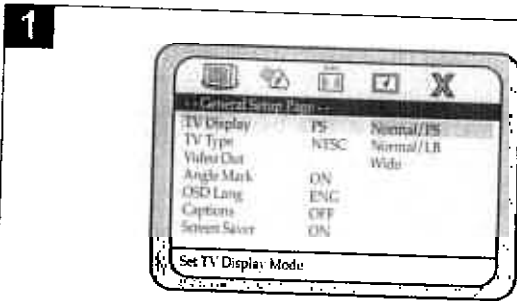 1
-- General Setup Page --
TV Display PS Normal/PS
TV Type NTSC Normal/LB
Video Out Wide
Angle Mark ON
OSD Lang ENG
Captions OFF
Screen Saver ON
Set TV Display Mode